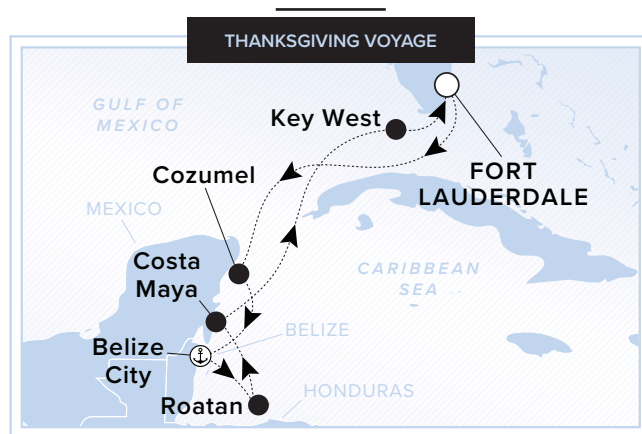 THANKSGIVING VOYAGE
GULF OF
MEXICO
Key West
FORT
LAUDERDALE
Cozumel
MEXICO
Costa
Maya
CARIBBEAN
SEA
BELIZE
Belize
City
Roatan
HONDURAS